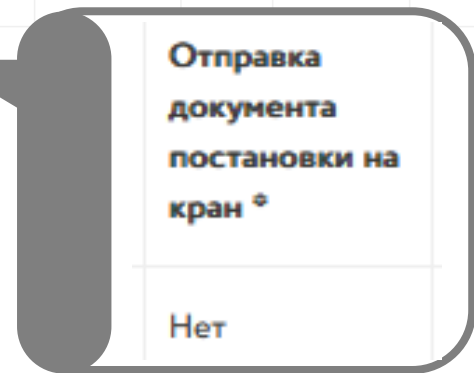 Отправка
документа
постановки на
кран
Нет